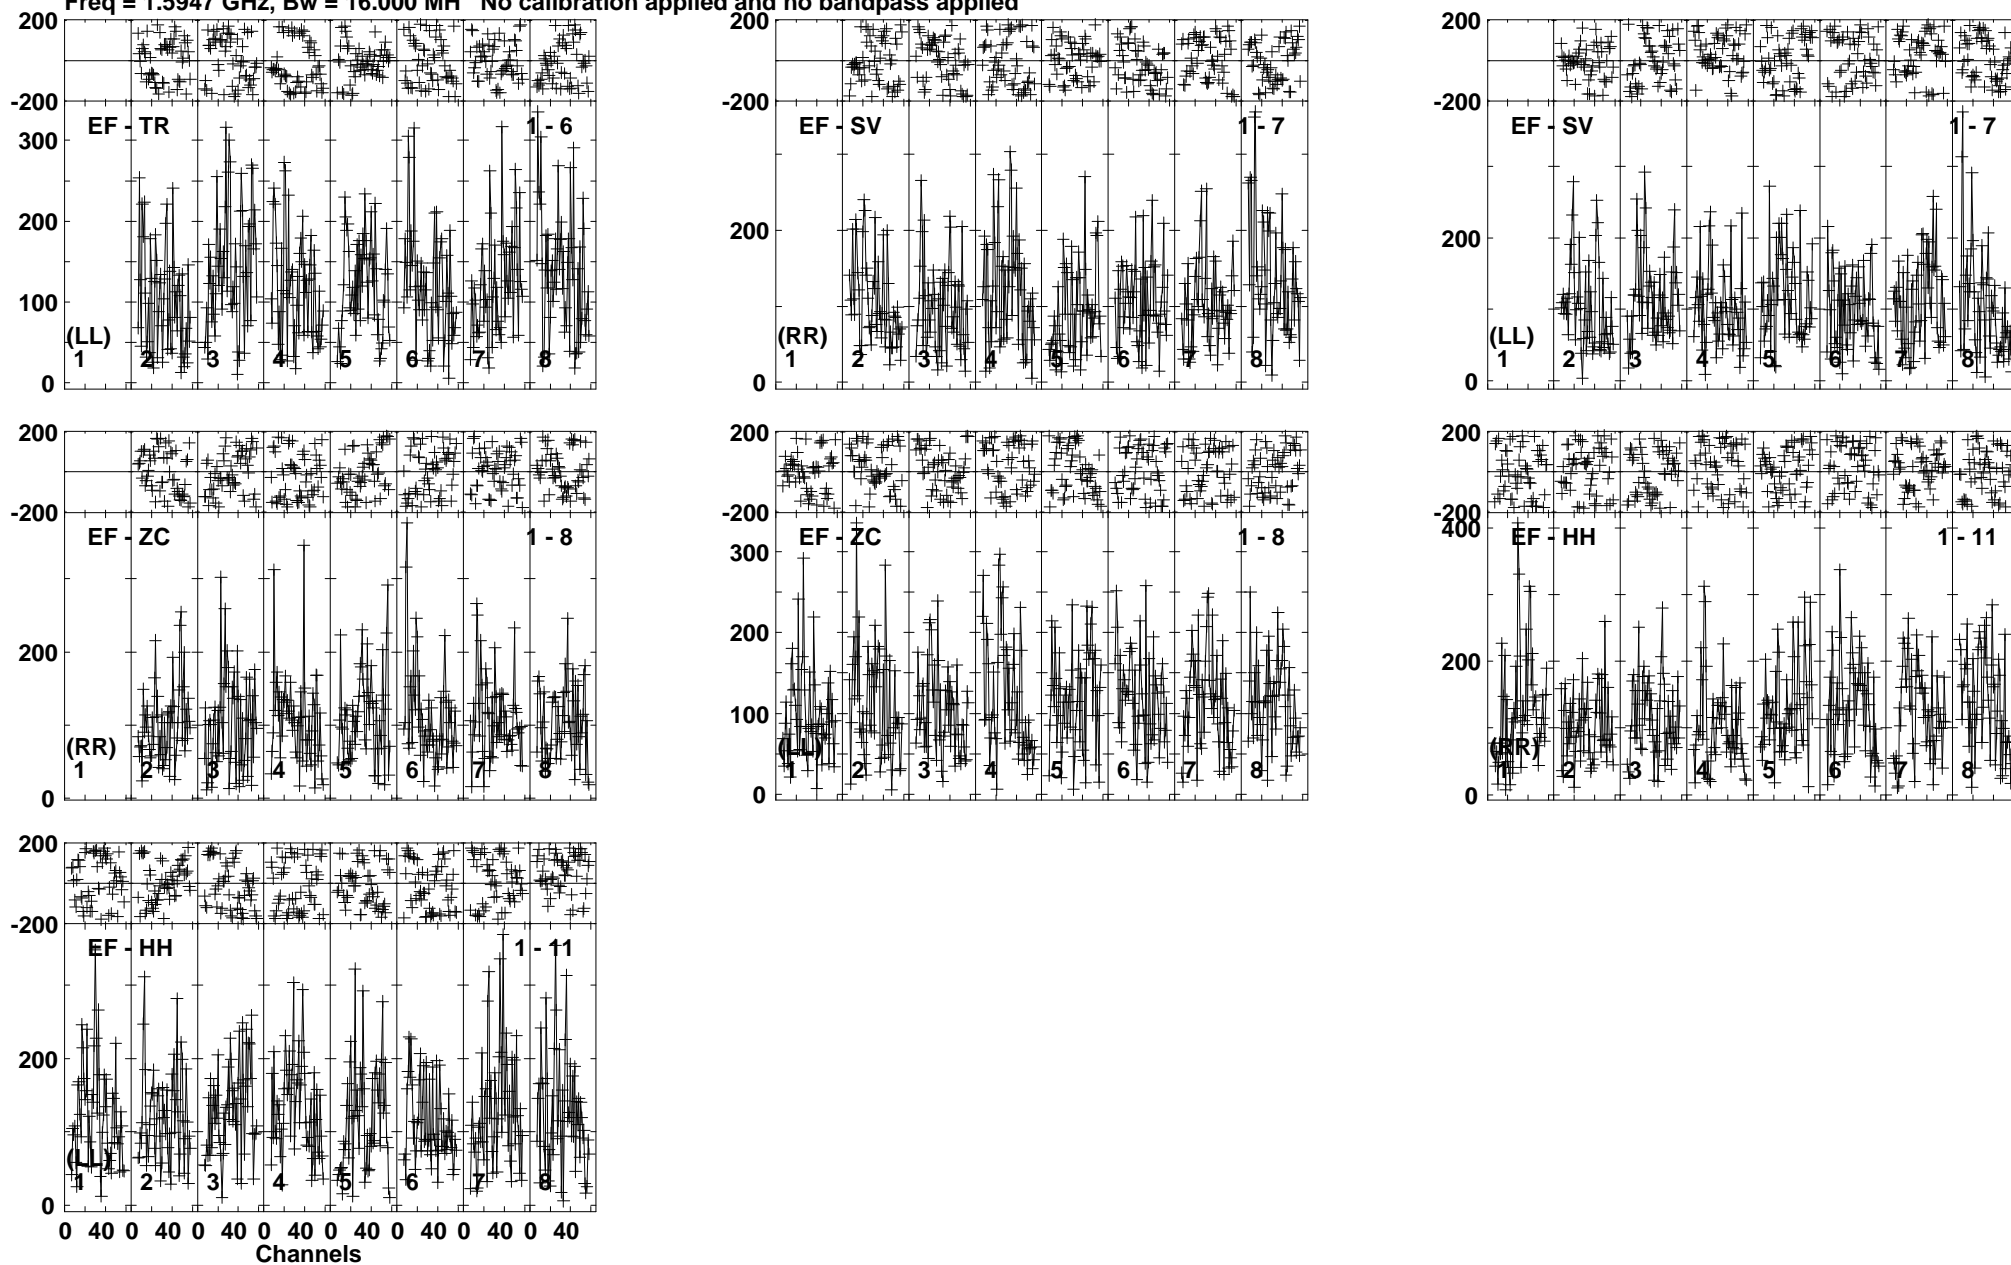 Freq = 1.5947 GHz, Bw = 16.000 MH No calibration applied and no bandpass applied
200
-200
EF - TR 1 - 6
300
200
100
0
(LL)
1 2 3 4 5 6 7 8
200
-200
EF - SV 1 - 7
200
0
(RR)
1 2 3 4 5 6 7 8
200
-200
EF - SV 1 - 7
200
0
(LL)
1 2 3 4 5 6 7 8
200
-200
EF - ZC 1 - 8
200
0
(RR)
1 2 3 4 5 6 7 8
200
-200
EF - ZC 1 - 8
300
200
100
0
(LL)
1 2 3 4 5 6 7 8
200
-200
400
EF - HH 1 - 11
200
0
(RR)
1 2 3 4 5 6 7 8
200
-200
EF - HH 1 - 11
200
0
(LL)
1 2 3 4 5 6 7 8
0 40 0 40 0 40 0 40 0 40 0 40 0 40 0 40
Channels